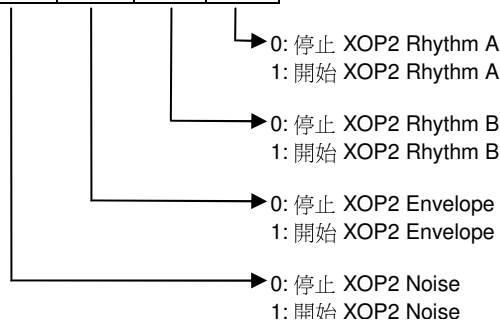 0: 停止 XOP2 Rhythm A
1: 開始 XOP2 Rhythm A
0: 停止 XOP2 Rhythm B
1: 開始 XOP2 Rhythm B
0: 停止 XOP2 Envelope
1: 開始 XOP2 Envelope
0: 停止 XOP2 Noise
1: 開始 XOP2 Noise